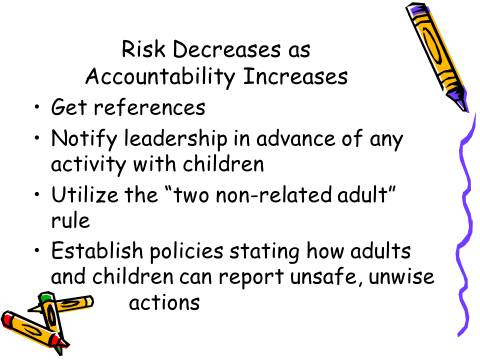 Risk Decreases as
Accountability Increases
• Get references
• Notify leadership in advance of any
activity with children
• Utilize the “two non-related adult”
rule
• Establish policies stating how adults
and children can report unsafe, unwise
actions